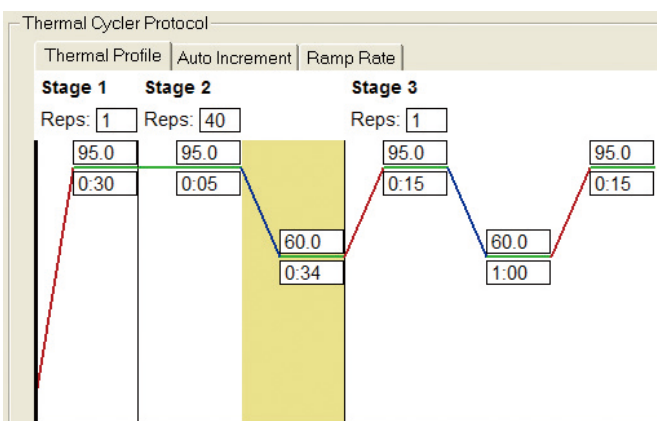 Thermal Cycler Protocol
Thermal Profile Auto Increment Ramp Rate
Stage 1 Stage 2 Stage 3
Reps: 1 Reps: 40 Reps: 1
95.0 95.0 95.0 95.0
0:30 0:05 0:15 0:15
60.0 60.0
0:34 1:00